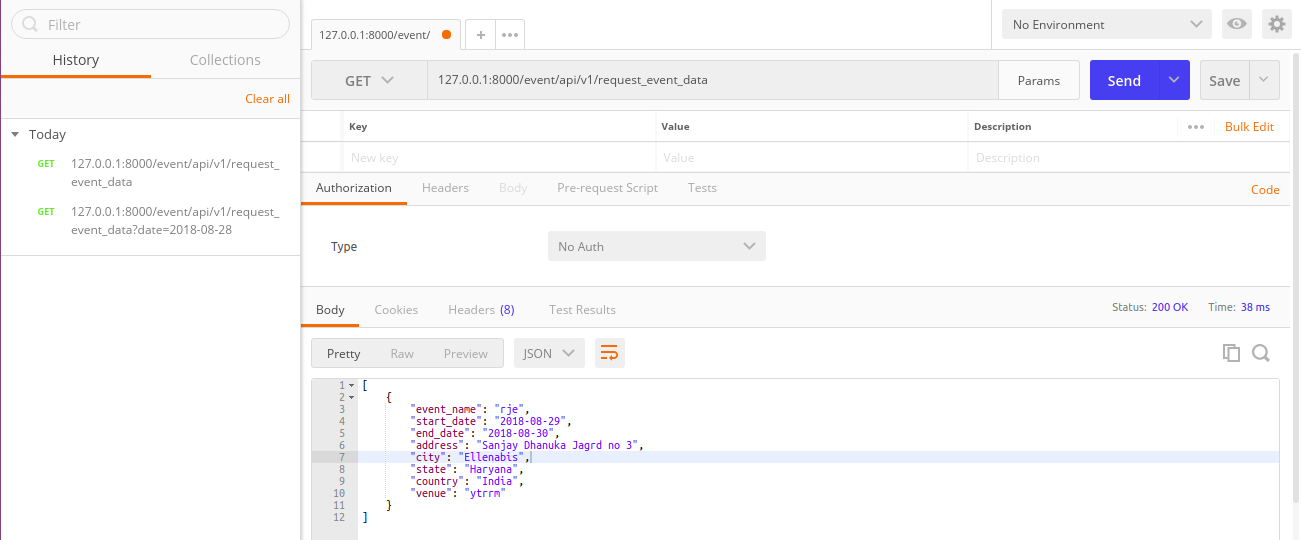 Filter
History Collections
Clear all
Today
GET 127.0.0.1:8000/event/api/v1/request_
event_data
GET 127.0.0.1:8000/event/api/v1/request_
event_data?date=2018-08-28
127.0.0.1:8000/event/ + •••
No Environment
GET 127.0.0.1:8000/event/api/v1/request_event_data Params Send Save
Key Value Description ••• Bulk Edit
New key Value Description
Authorization Headers Body Pre-request Script Tests Code
Type No Auth
Body Cookies Headers (8) Test Results Status: 200 OK Time: 38 ms
Pretty Raw Preview JSON
1 [
2 {
3 "event_name": "rje",
4 "start_date": "2018-08-29",
5 "end_date": "2018-08-30",
6 "address": "Sanjay Dhanuka Jagrd no 3",
7 "city": "Ellenabis",
8 "state": "Haryana",
9 "country": "India",
10 "venue": "ytrrm"
11 }
12 ]